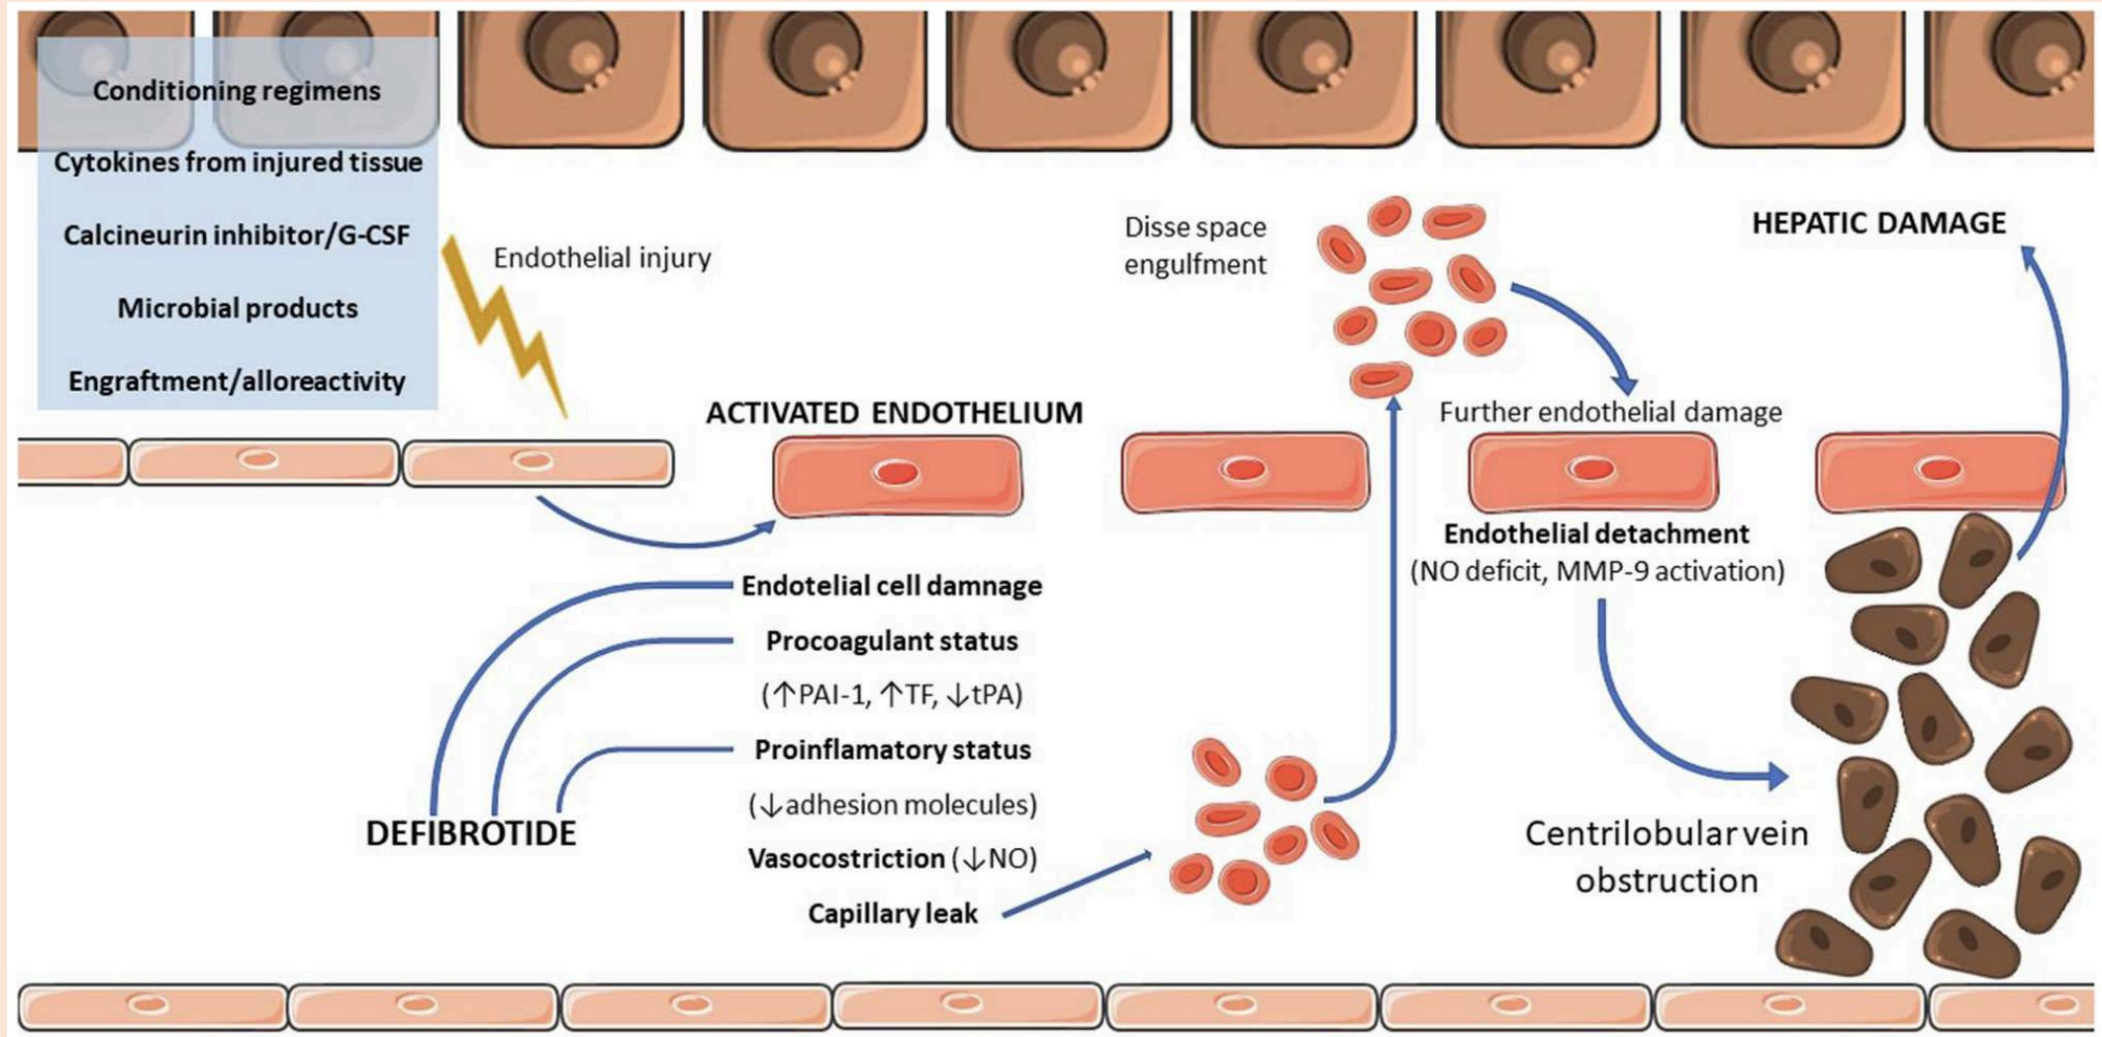 Conditioning regimens
Cytokines from injured tissue
Calcineurin inhibitor/G-CSF
Microbial products
Engraftment/alloreactivity
Endothelial injury
ACTIVATED ENDOTHELIUM
Endotelial cell damnage
Procoagulant status
(↑PAI-1, ↑TF, ↓tPA)
Proinflamatory status
(↓adhesion molecules)
Vasocostriction (↓NO)
Capillary leak
DEFIBROTIDE
Disse space
engulfment
Further endothelial damage
Endothelial detachment
(NO deficit, MMP-9 activation)
Centrilobular vein
obstruction
HEPATIC DAMAGE